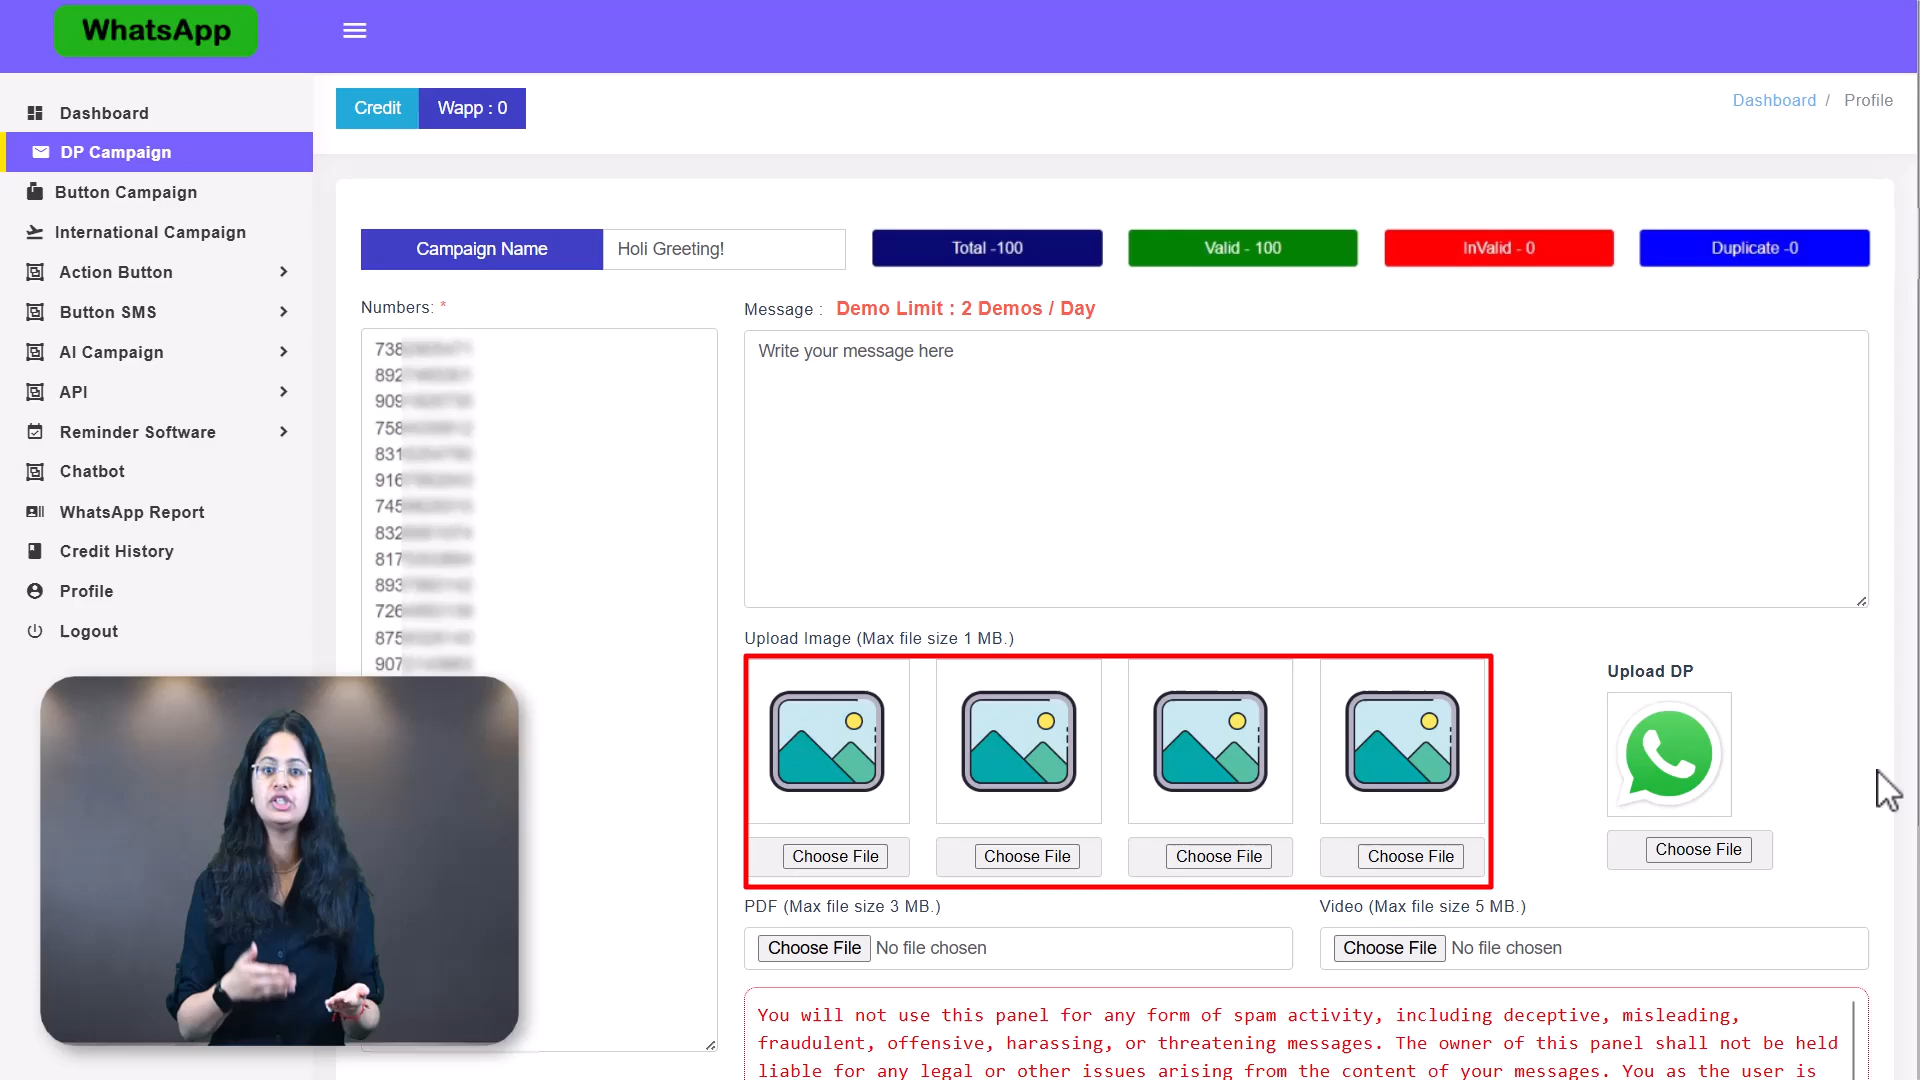 WhatsApp
Credit
Wapp : 0
Dashboard / Profile
Dashboard
DP Campaign
Button Campaign
International Campaign
Action Button
Button SMS
AI Campaign
API
Reminder Software
Chatbot
WhatsApp Report
Credit History
Profile
Logout
Campaign Name
Holi Greeting!
Total -100
Valid - 100
InValid - 0
Duplicate -0
Numbers: *
738
892
909
758
831
916
745
832
817
893
726
875
907
Message : Demo Limit : 2 Demos / Day
Write your message here
Upload Image (Max file size 1 MB.)
Choose File
Choose File
Choose File
Choose File
Upload DP
Choose File
PDF (Max file size 3 MB.)
Choose File No file chosen
Video (Max file size 5 MB.)
Choose File No file chosen
You will not use this panel for any form of spam activity, including deceptive, misleading,
fraudulent, offensive, harassing, or threatening messages. The owner of this panel shall not be held
liable for any legal or other issues arising from the content of your messages. You as the user is